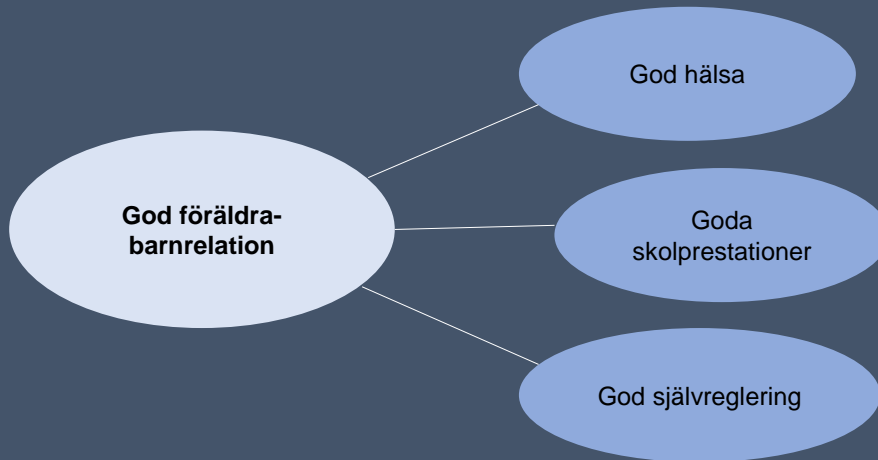 God föräldra-
barnrelation
God hälsa
Goda
skolprestationer
God självreglering